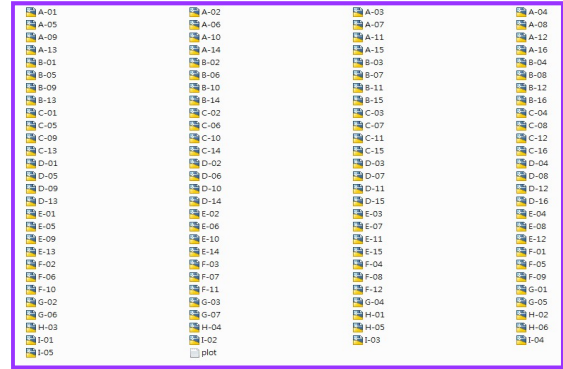 A-01 A-02 A-03 A-04
A-05 A-06 A-07 A-08
A-09 A-10 A-11 A-12
A-13 A-14 A-15 A-16
B-01 B-02 B-03 B-04
B-05 B-06 B-07 B-08
B-09 B-10 B-11 B-12
B-13 B-14 B-15 B-16
C-01 C-02 C-03 C-04
C-05 C-06 C-07 C-08
C-09 C-10 C-11 C-12
C-13 C-14 C-15 C-16
D-01 D-02 D-03 D-04
D-05 D-06 D-07 D-08
D-09 D-10 D-11 D-12
D-13 D-14 D-15 D-16
E-01 E-02 E-03 E-04
E-05 E-06 E-07 E-08
E-09 E-10 E-11 E-12
E-13 E-14 E-15 F-01
F-02 F-03 F-04 F-05
F-06 F-07 F-08 F-09
F-10 F-11 F-12 G-01
G-02 G-03 G-04 G-05
G-06 G-07 H-01 H-02
H-03 H-04 H-05 H-06
I-01 I-02 I-03 I-04
I-05 plot